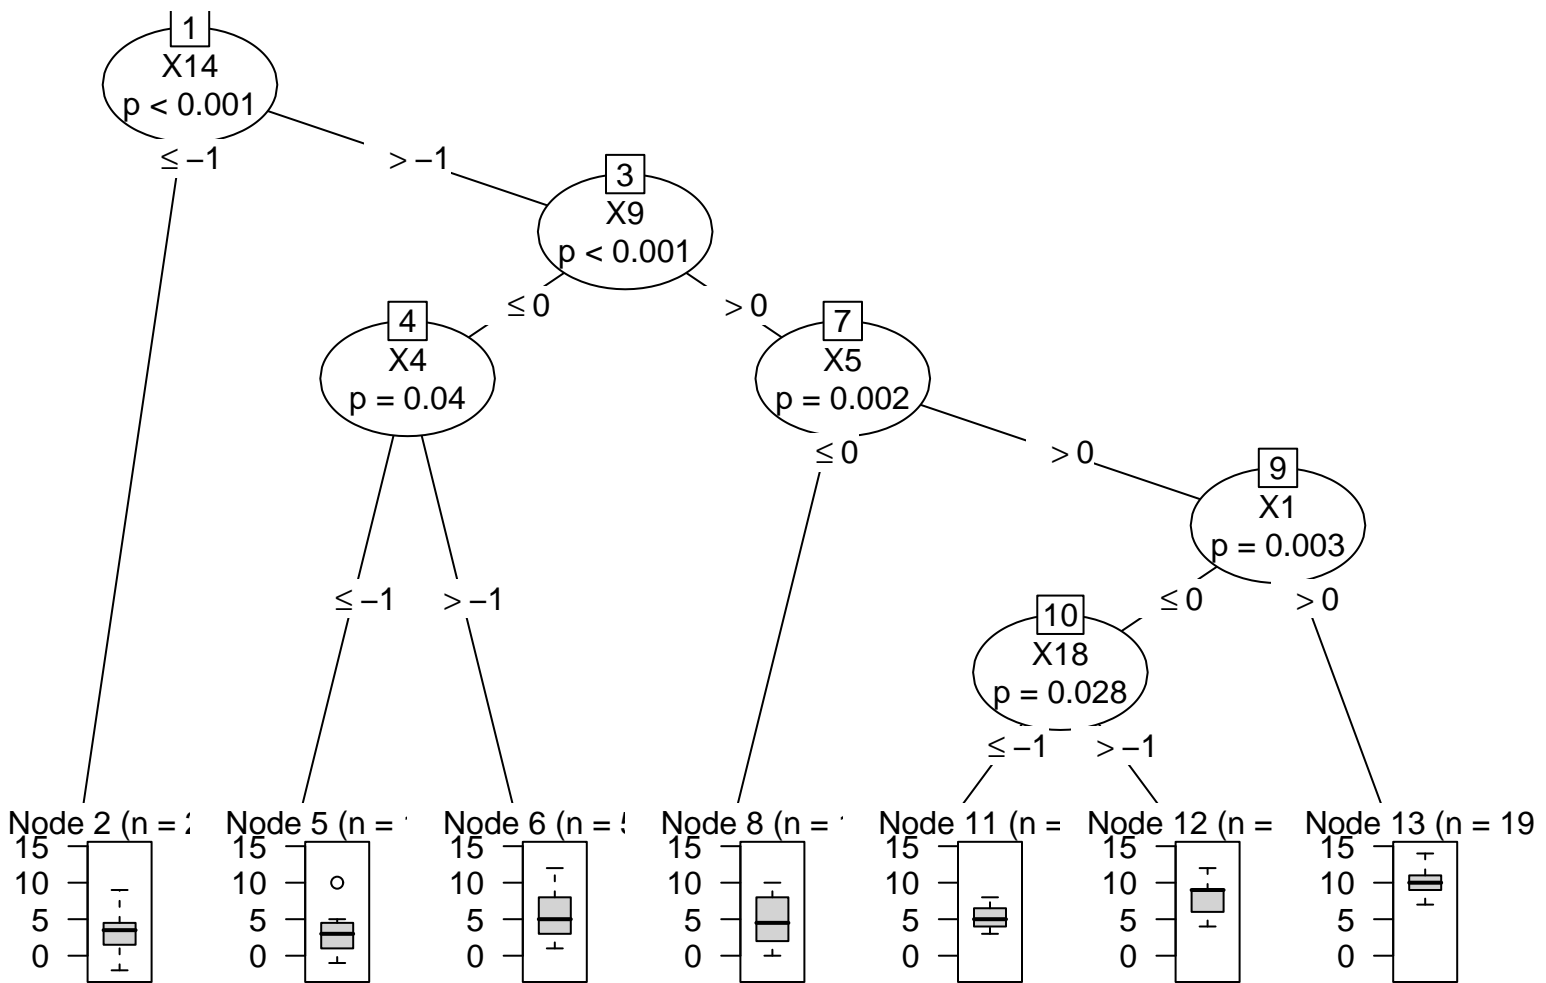 1
X14
p < 0.001
≤ −1
> −1
3
X9
p < 0.001
≤ 0
> 0
4
X4
p = 0.04
7
X5
p = 0.002
≤ −1
> −1
≤ 0
> 0
9
X1
p = 0.003
≤ 0
> 0
10
X18
p = 0.028
≤ −1
> −1
Node 2 (n =
15
10
5
0
Node 5 (n =
15
10
5
0
Node 6 (n =
15
10
5
0
Node 8 (n =
15
10
5
0
Node 11 (n =
15
10
5
0
Node 12 (n =
15
10
5
0
Node 13 (n = 19
15
10
5
0